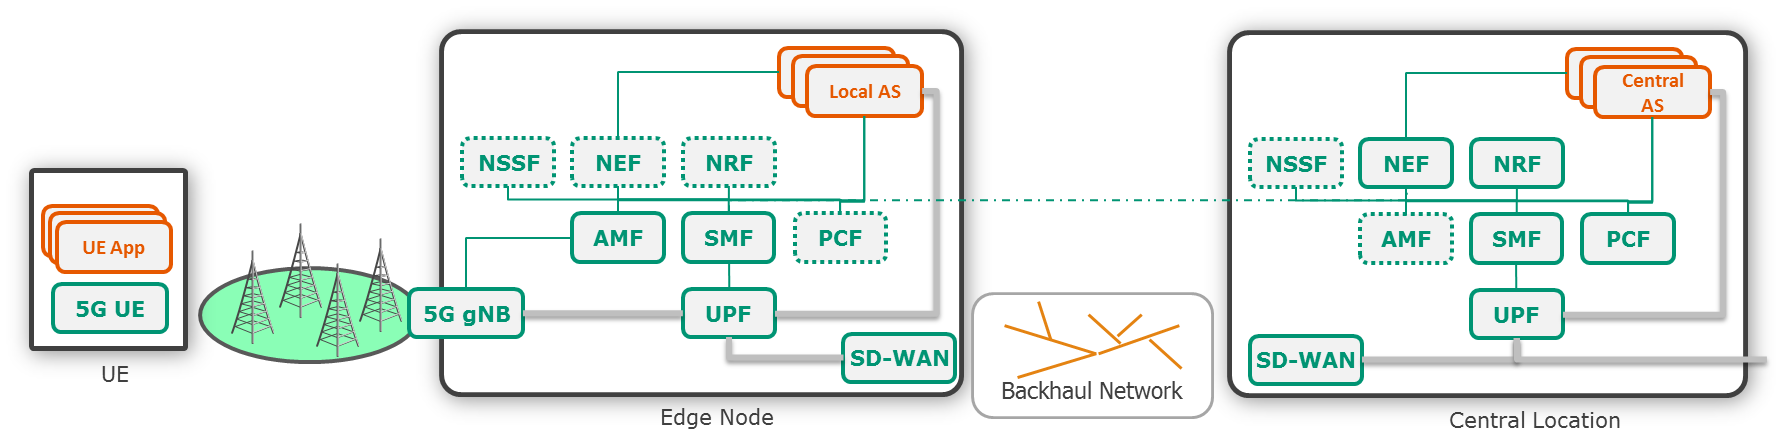 UE App
5G UE
UE
Local AS
NSSF
NEF
NRF
AMF
SMF
PCF
5G gNB
UPF
SD-WAN
Edge Node
Backhaul Network
Central
AS
NSSF
NEF
NRF
AMF
SMF
PCF
UPF
SD-WAN
Central Location